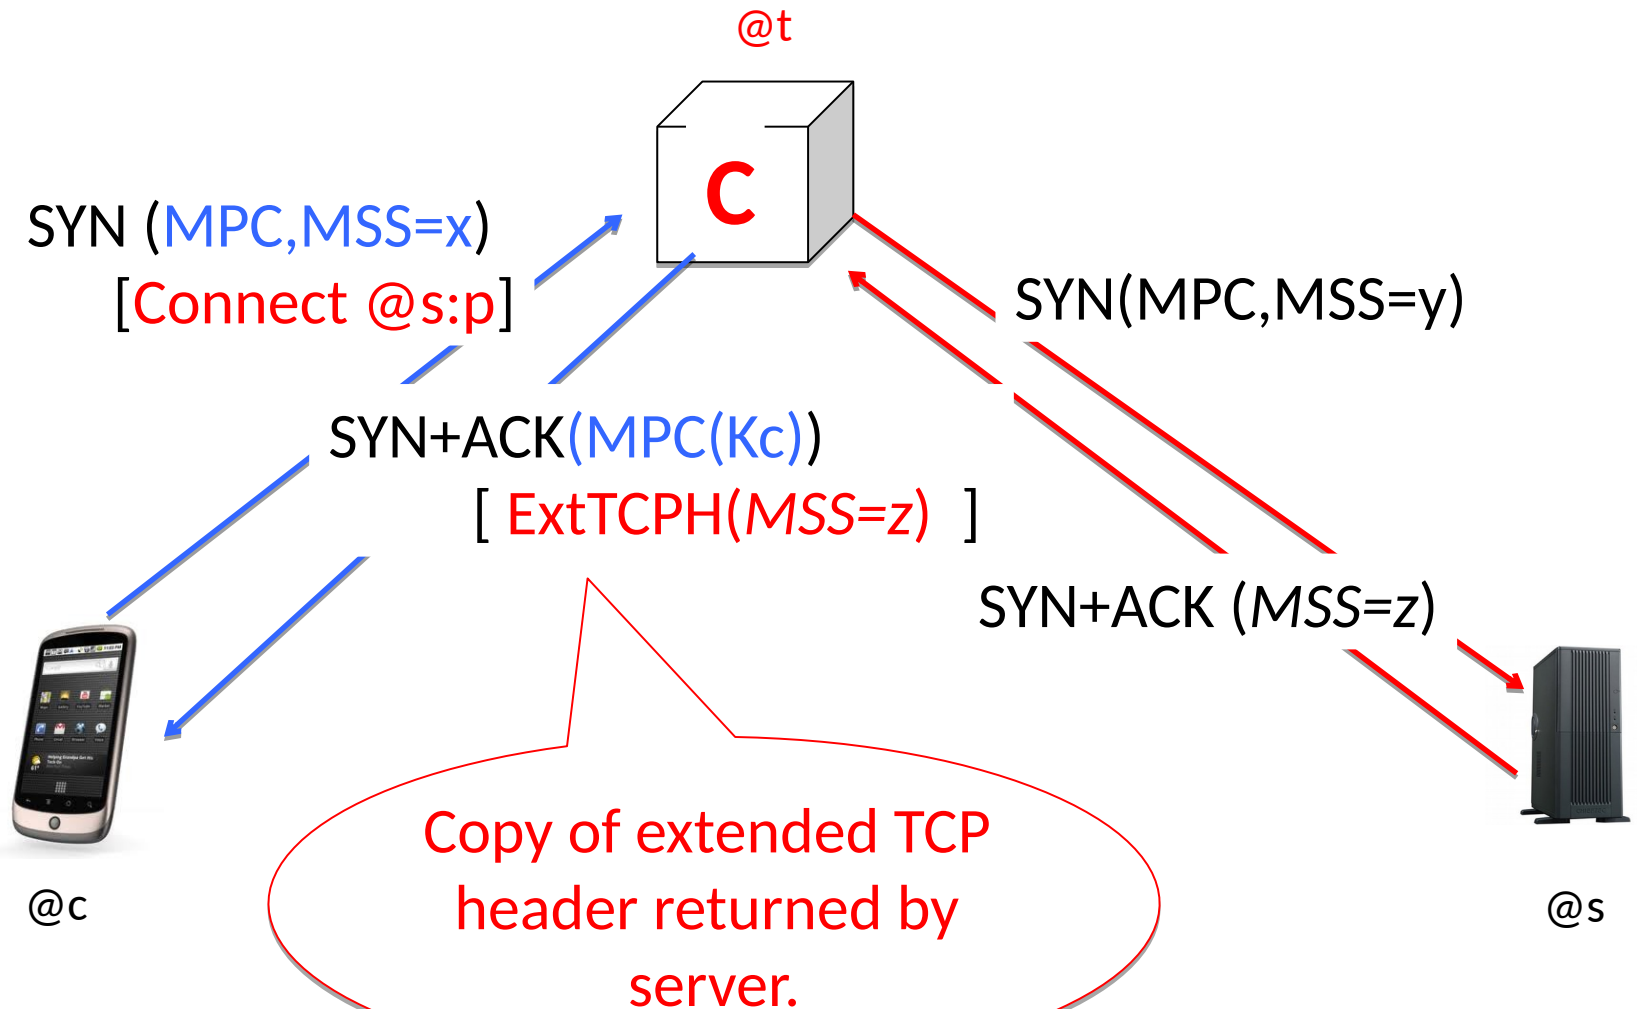 @t
C
SYN (MPC,MSS=x)
[Connect @s:p]
SYN(MPC,MSS=y)
SYN+ACK(MPC(Kc))
[ ExtTCPH(MSS=z) ]
SYN+ACK (MSS=z)
Copy of extended TCP
header returned by
server.
@c
@s